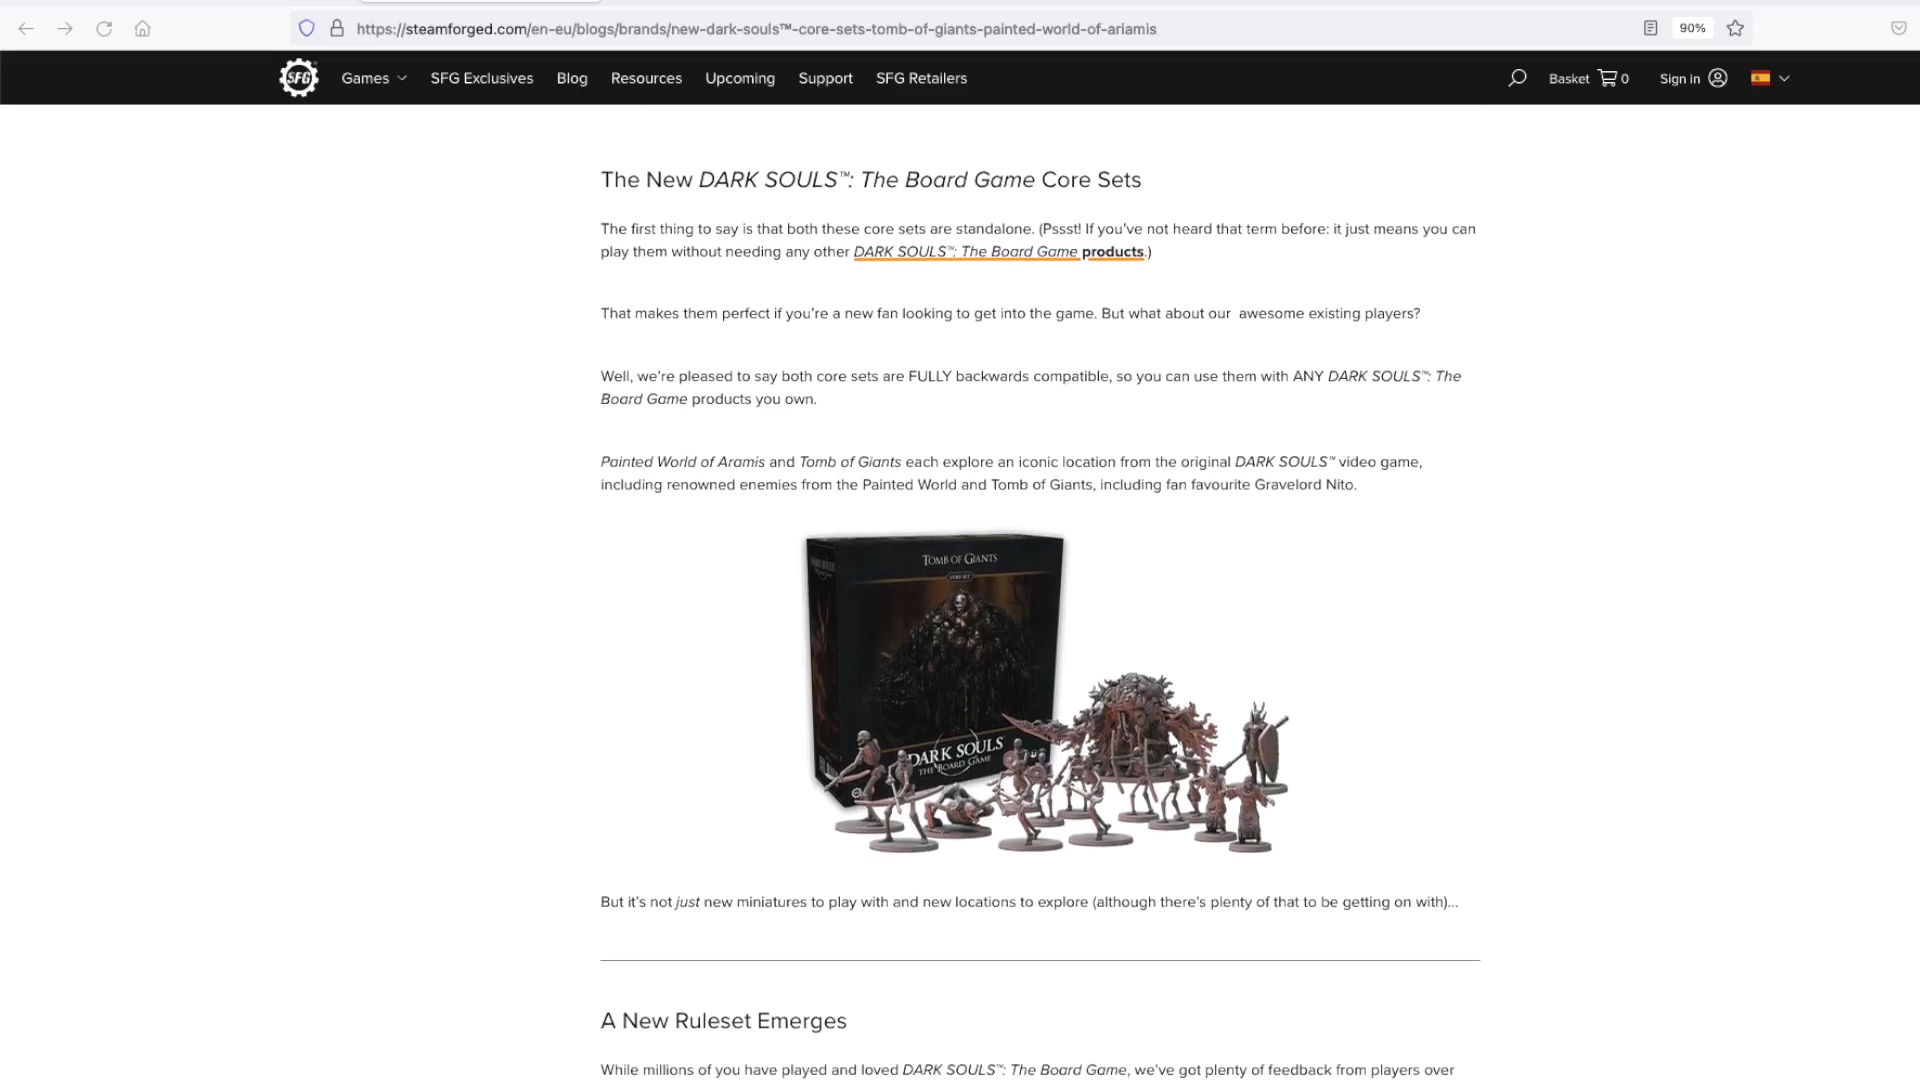 https://steamforged.com/en-eu/blogs/brands/new-dark-souls™-core-sets-tomb-of-giants-painted-world-of-ariamis
90%
SFG
Games
SFG Exclusives
Blog
Resources
Upcoming
Support
SFG Retailers
Basket 0
Sign in
The New DARK SOULS™: The Board Game Core Sets
The first thing to say is that both these core sets are standalone. (Pssst! If you've not heard that term before: it just means you can
play them without needing any other DARK SOULS™: The Board Game products.)
That makes them perfect if you're a new fan looking to get into the game. But what about our awesome existing players?
Well, we're pleased to say both core sets are FULLY backwards compatible, so you can use them with ANY DARK SOULS™: The
Board Game products you own.
Painted World of Aramis and Tomb of Giants each explore an iconic location from the original DARK SOULS™ video game,
including renowned enemies from the Painted World and Tomb of Giants, including fan favourite Gravelord Nito.
TOMB OF GIANTS
CORE SET
DARK SOULS
DARK SOULS
THE BOARD GAME
But it's not just new miniatures to play with and new locations to explore (although there's plenty of that to be getting on with)...
A New Ruleset Emerges
While millions of you have played and loved DARK SOULS™: The Board Game, we've got plenty of feedback from players over